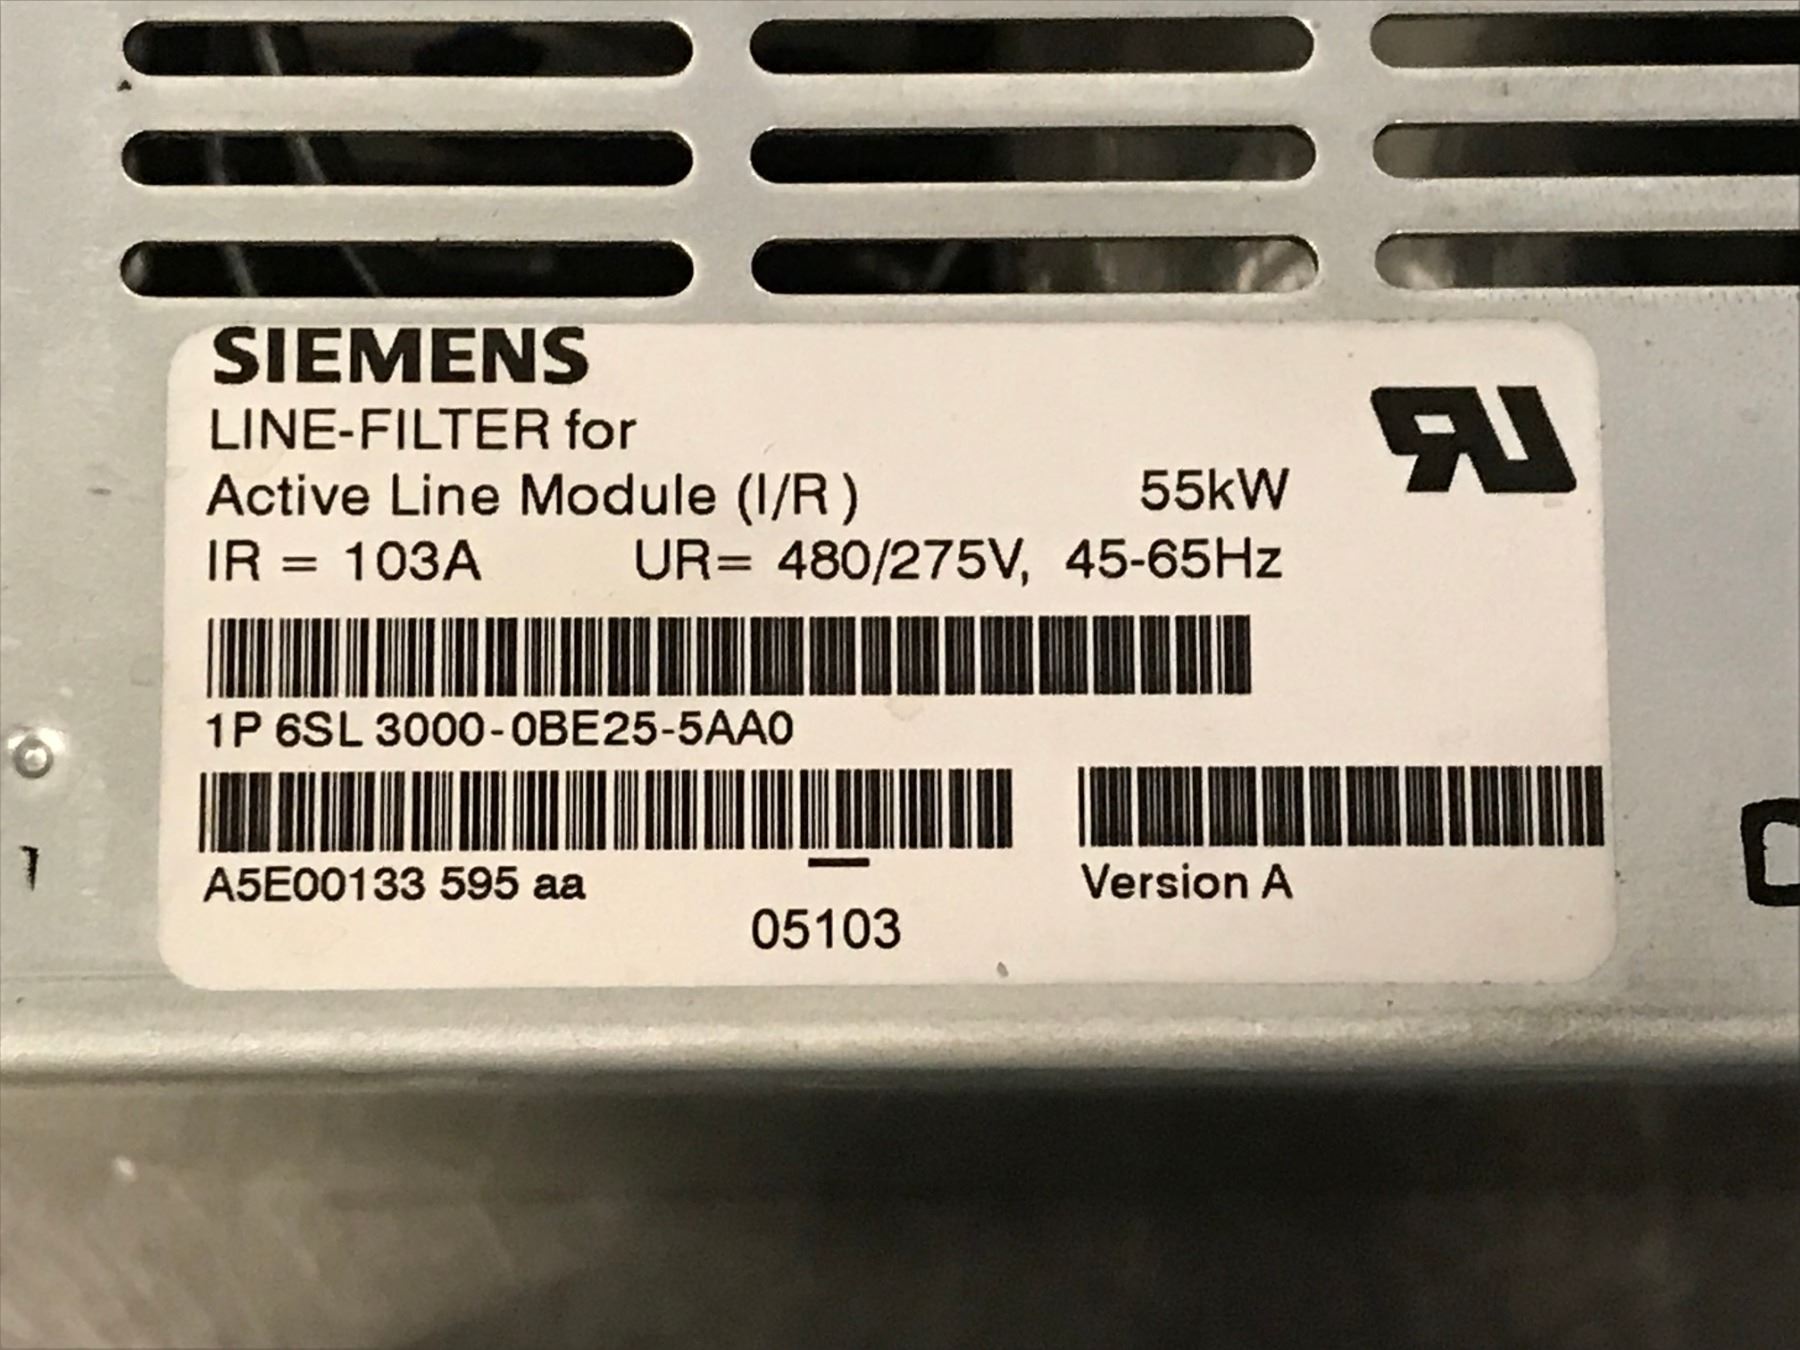 SIEMENS
LINE-FILTER for
Active Line Module (I/R ) 55kW
IR = 103A UR= 480/275V, 45-65Hz
1P 6SL 3000-0BE25-5AA0
A5E00133 595 aa
Version A
05103